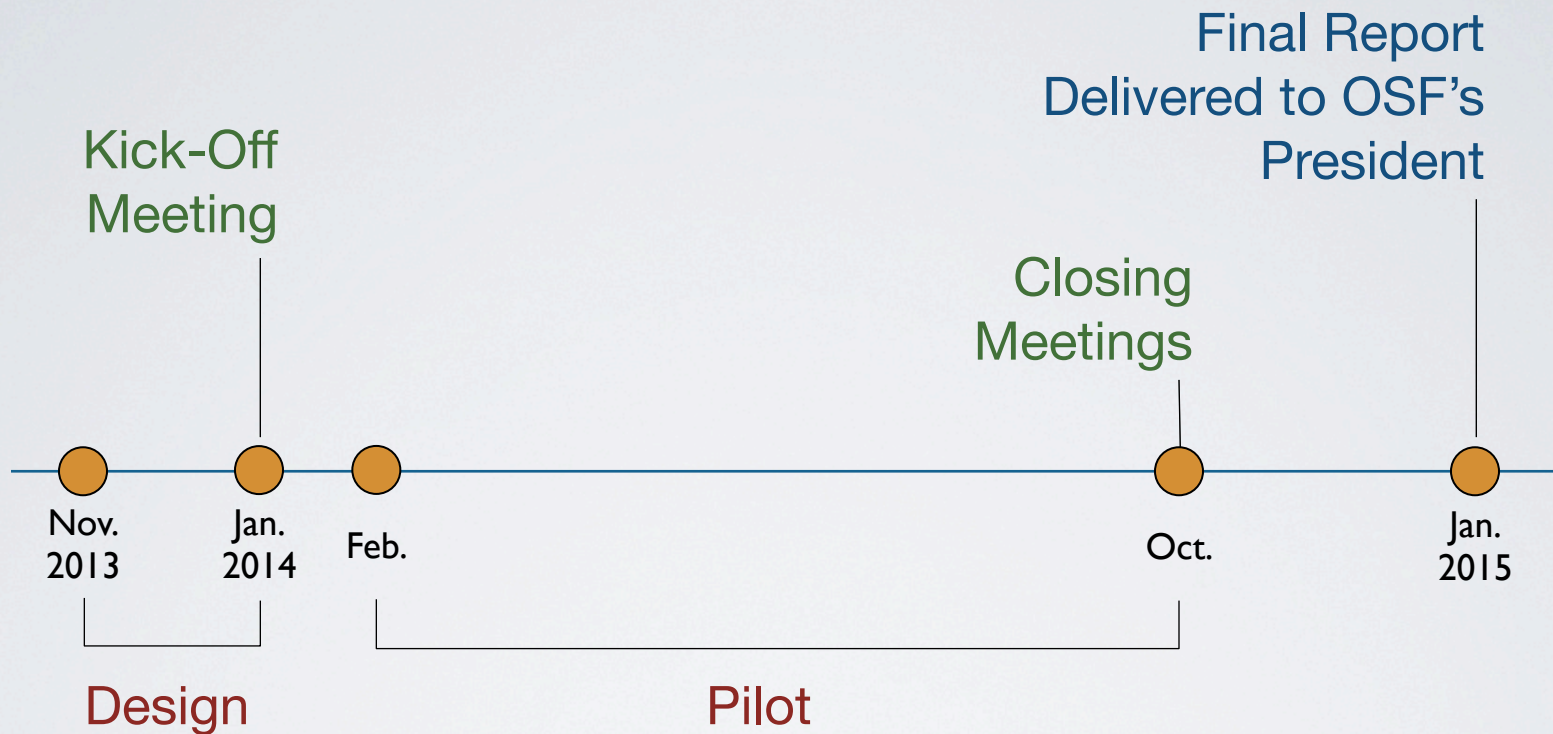 Final Report
Delivered to OSF’s
President
Kick-Off
Meeting
Closing
Meetings
Nov.
2013
Jan.
2014
Feb.
Oct.
Jan.
2015
Design
Pilot